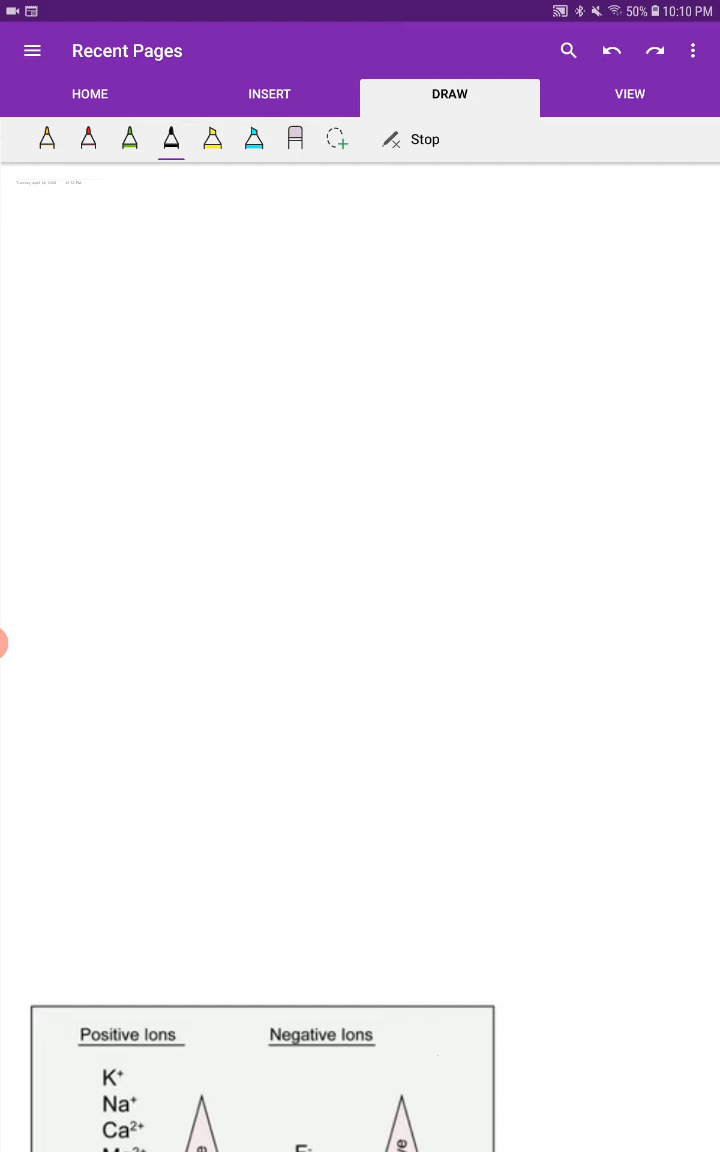 50% 10:10 PM
Recent Pages
HOME INSERT DRAW VIEW
Stop
Positive Ions Negative Ions
K⁺
Na⁺
Ca²⁺